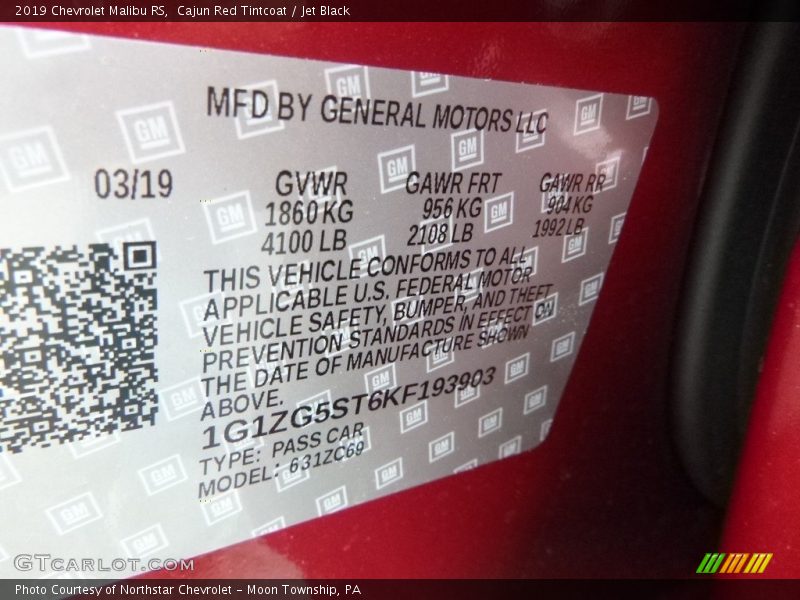 2019 Chevrolet Malibu RS, Cajun Red Tintcoat / Jet Black
MFD BY GENERAL MOTORS LLC
03/19 GVWR GAWR FRT GAWR RR
1860 KG 956 KG 904 KG
4100 LB 2108 LB 1992 LB
THIS VEHICLE CONFORMS TO ALL
APPLICABLE U.S. FEDERAL MOTOR
VEHICLE SAFETY, BUMPER, AND THEFT
PREVENTION STANDARDS IN EFFECT ON
THE DATE OF MANUFACTURE SHOWN
ABOVE.
1G1ZG5ST6KF193903
TYPE: PASS CAR
MODEL: 631ZC69
GTCARLOT.COM
Photo Courtesy of Northstar Chevrolet - Moon Township, PA